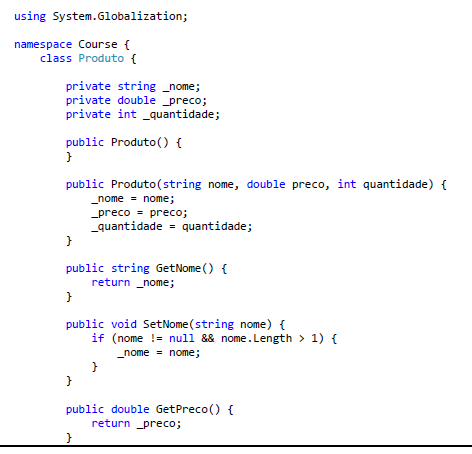 using System.Globalization;
namespace Course {
class Produto {
private string _nome;
private double _preco;
private int _quantidade;
public Produto() {
}
public Produto(string nome, double preco, int quantidade) {
_nome = nome;
_preco = preco;
_quantidade = quantidade;
}
public string GetNome() {
return _nome;
}
public void SetNome(string nome) {
if (nome != null && nome.Length > 1) {
_nome = nome;
}
}
public double GetPreco() {
return _preco;
}